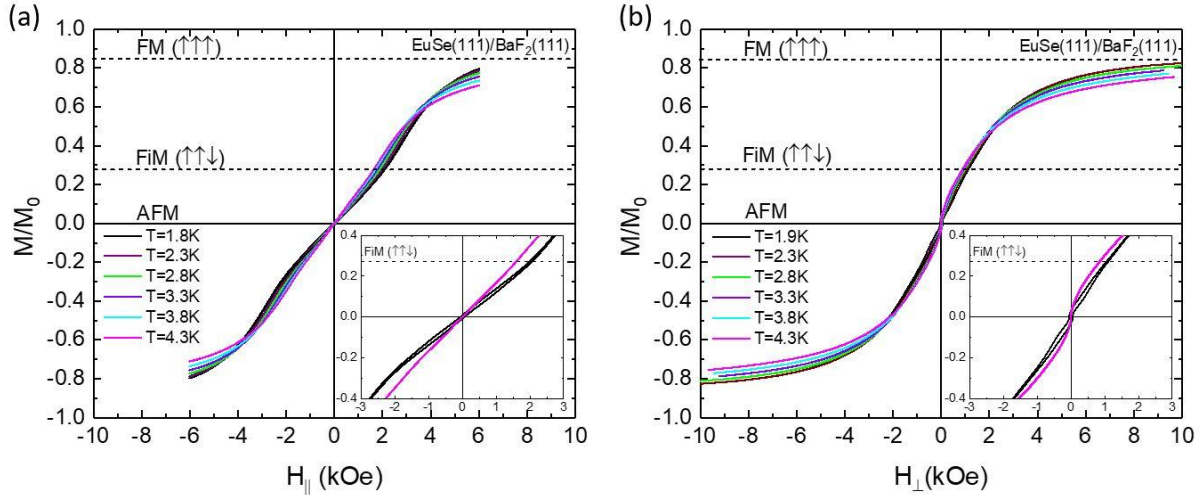 (a)
EuSe(111)/BaF₂(111)
FM (↑↑↑)
FiM (↑↑↓)
AFM
T=1.8K
T=2.3K
T=2.8K
T=3.3K
T=3.8K
T=4.3K
M/M₀
1.0
0.8
0.6
0.4
0.2
0.0
-0.2
-0.4
-0.6
-0.8
-1.0
-10 -8 -6 -4 -2 0 2 4 6 8 10
H∥ (kOe)
FiM (↑↑↓)
0.4
0.2
0.0
-0.2
-0.4
-3 -2 -1 0 1 2 3
(b)
EuSe(111)/BaF₂(111)
FM (↑↑↑)
FiM (↑↑↓)
AFM
T=1.9K
T=2.3K
T=2.8K
T=3.3K
T=3.8K
T=4.3K
M/M₀
1.0
0.8
0.6
0.4
0.2
0.0
-0.2
-0.4
-0.6
-0.8
-1.0
-10 -8 -6 -4 -2 0 2 4 6 8 10
H⊥(kOe)
FiM (↑↑↓)
0.4
0.2
0.0
-0.2
-0.4
-3 -2 -1 0 1 2 3